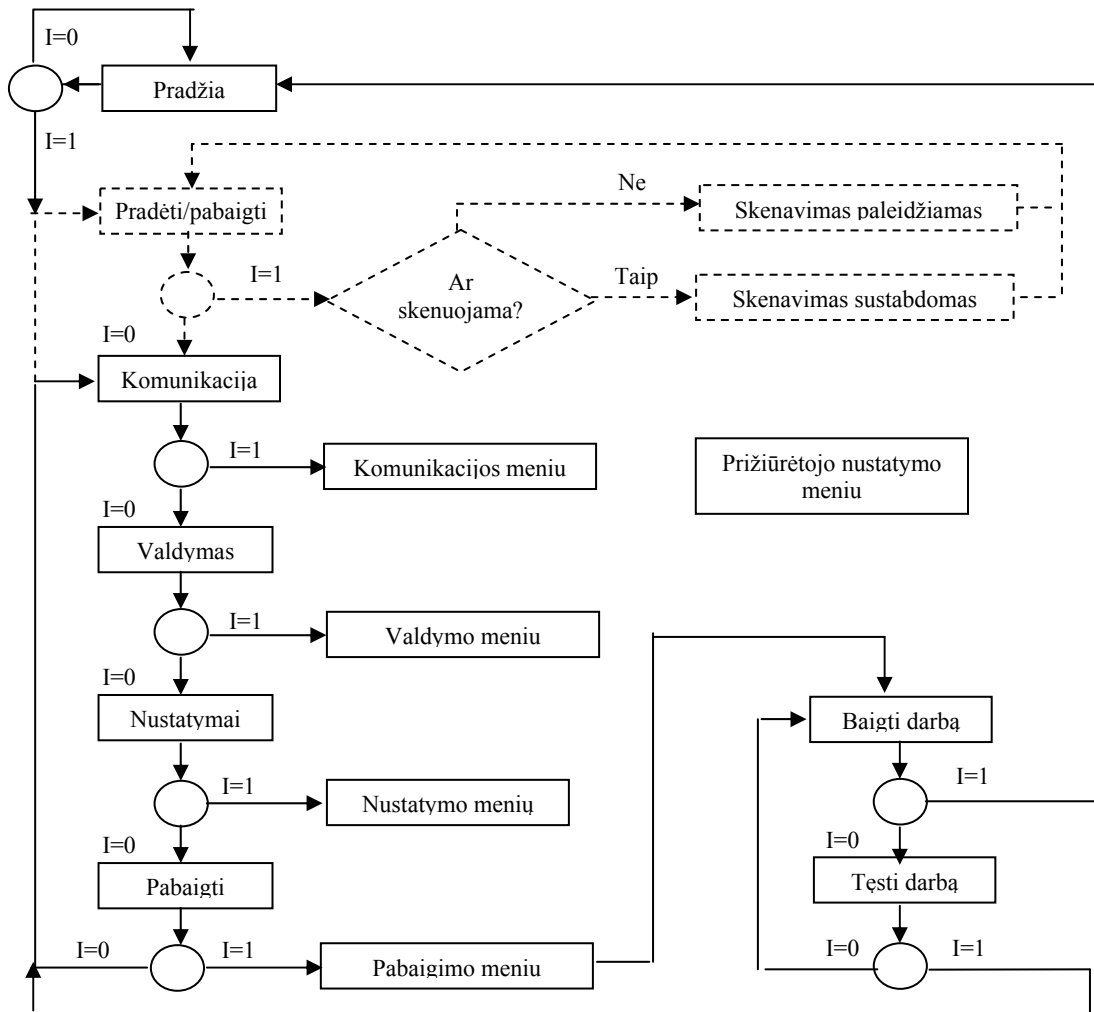 I=0
Pradžia
I=1
Pradėti/pabaigti
Ne
Skenavimas paleidžiamas
I=1
Ar
skenuojama?
Taip
Skenavimas sustabdomas
I=0
Komunikacija
I=1
Komunikacijos meniu
Prižiūrėtojo nustatymo
meniu
I=0
Valdymas
I=1
Valdymo meniu
I=0
Nustatymai
Baigti darbą
I=1
Nustatymo menių
I=1
I=0
Pabaigti
I=0
Tęsti darbą
I=0
I=1
Pabaigimo meniu
I=0
I=1